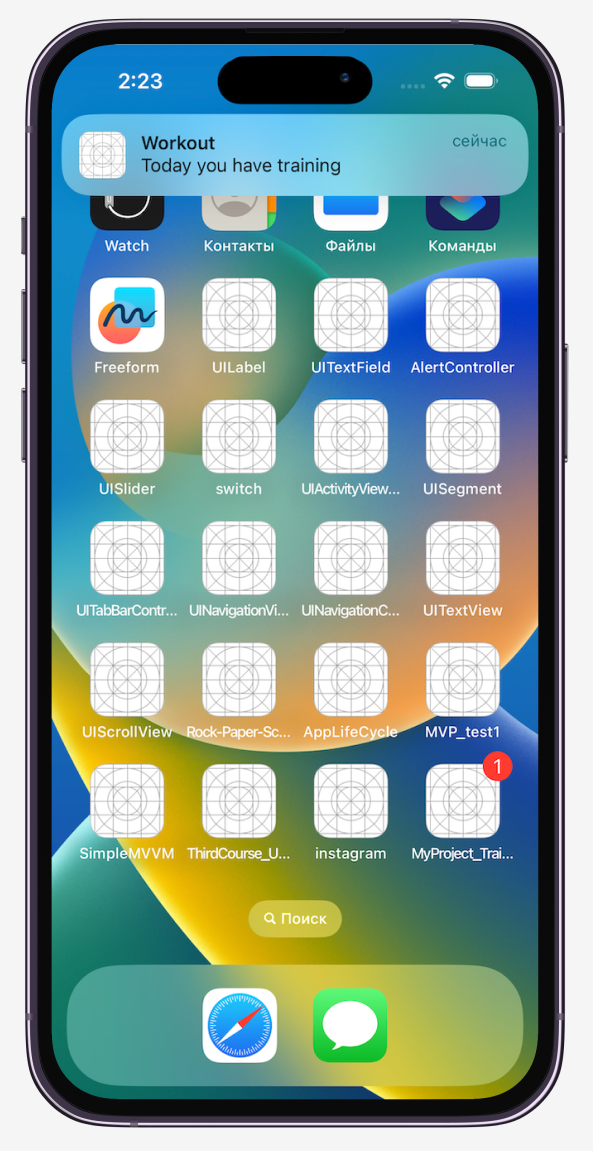 2:23
Workout
сейчас
Today you have training
Watch
Контакты
Файлы
Команды
Freeform
UILabel
UITextField
AlertController
UISlider
switch
UIActivityView...
UISegment
UITabBarContr...
UINavigationVi...
UINavigationC...
UITextView
UIScrollView
Rock-Paper-Sc...
AppLifeCycle
MVP_test1
1
SimpleMVVM
ThirdCourse_U...
instagram
MyProject_Trai...
Поиск